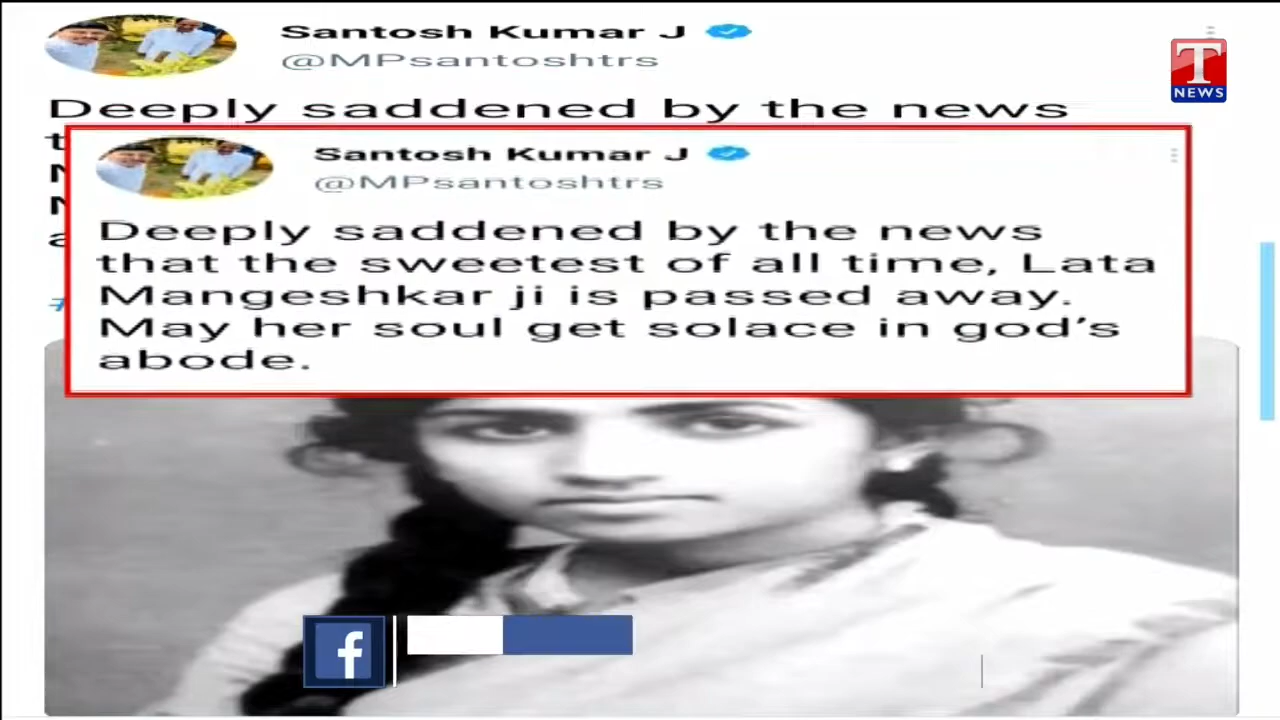 Santosh Kumar J
@MPsantoshtrs
T
NEWS
Deeply saddened by the news
Santosh Kumar J
@MPsantoshtrs
Deeply saddened by the news
that the sweetest of all time, Lata
Mangeshkar ji is passed away.
May her soul get solace in god's
abode.
f